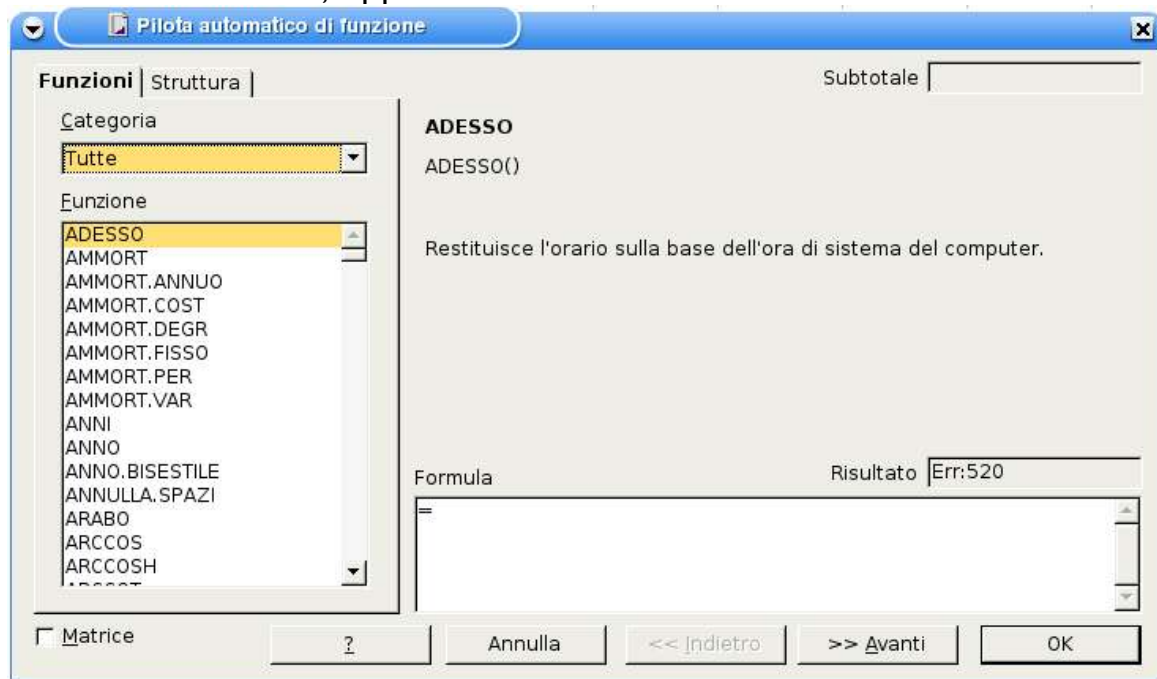 Pilota automatico di funzione
Funzioni Struttura
Subtotale
Categoria
Tutte
Funzione
ADESSO
AMMORT
AMMORT.ANNUO
AMMORT.COST
AMMORT.DEGR
AMMORT.FISSO
AMMORT.PER
AMMORT.VAR
ANNI
ANNO
ANNO.BISESTILE
ANNULLA.SPAZI
ARABO
ARCCOS
ARCCOSH
ADESSO
ADESSO()
Restituisce l'orario sulla base dell'ora di sistema del computer.
Formula
Risultato Err:520
=
Matrice
?
Annulla
<< Indietro
>> Avanti
OK